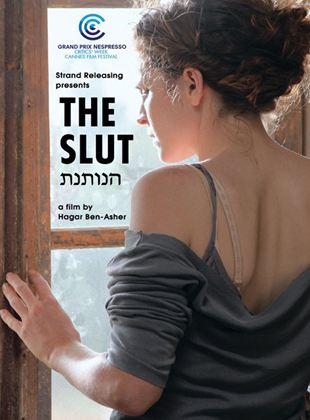 GRAND PRIX NESPRESSO
CRITICS' WEEK
CANNES FILM FESTIVAL
Strand Releasing
presents
THE
SLUT
הנותנת
a film by
Hagar Ben-Asher